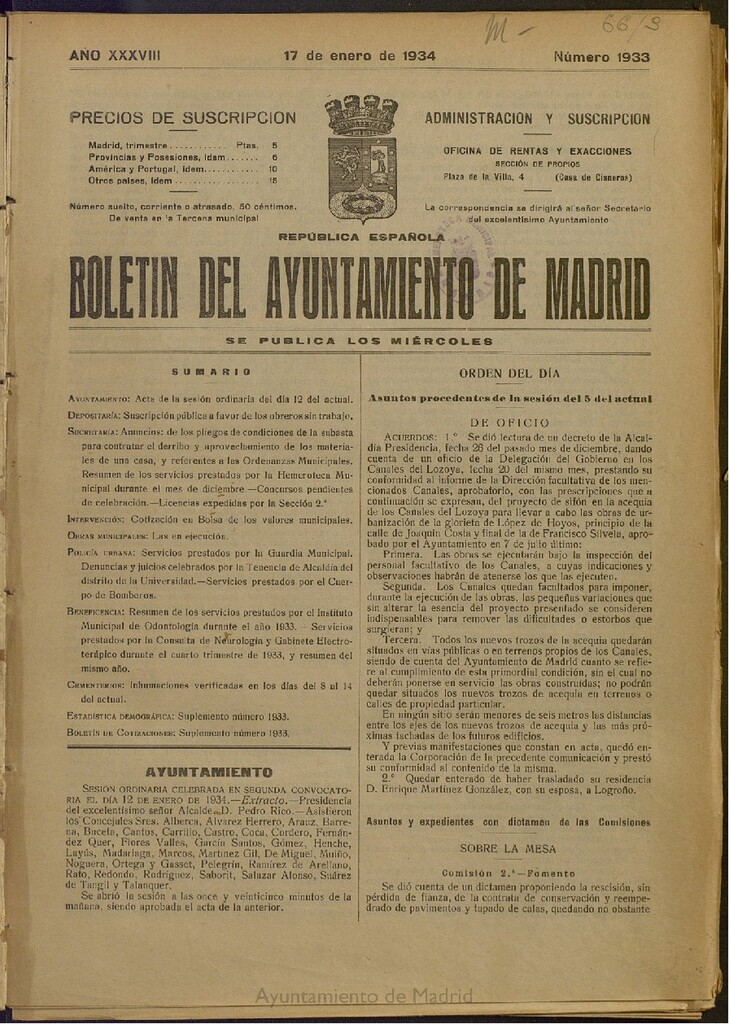 M- 66/3
AÑO XXXVIII 17 de enero de 1934 Número 1933
PRECIOS DE SUSCRIPCION
Madrid, trimestre ........... Ptas. 5
Provincias y Posesiones, ídem....... 6
América y Portugal, ídem........... 10
Otros países, ídem ................. 15
Número suelto, corriente o atrasado, 50 céntimos.
De venta en la Tercena municipal
ADMINISTRACION Y SUSCRIPCION
OFICINA DE RENTAS Y EXACCIONES
SECCIÓN DE PROPIOS
Plaza de la Villa, 4 (Casa de Cisneros)
La correspondencia se dirigirá al señor Secretario
del excelentísimo Ayuntamiento
REPÚBLICA ESPAÑOLA
BOLETIN DEL AYUNTAMIENTO DE MADRID
SE PUBLICA LOS MIÉRCOLES
SUMARIO
AYUNTAMIENTO: Acta de la sesión ordinaria del día 12 del actual.
DEPOSITARÍA: Suscripción pública a favor de los obreros sin trabajo.
SECRETARÍA: Anuncios: de los pliegos de condiciones de la subasta
para contratar el derribo y aprovechamiento de los materia-
les de una casa, y referentes a las Ordenanzas Municipales.
Resumen de los servicios prestados por la Hemeroteca Mu-
nicipal durante el mes de diciembre.—Concursos pendientes
de celebración.—Licencias expedidas por la Sección 2.ª
INTERVENCIÓN: Cotización en Bolsa de los valores municipales.
OBRAS MUNICIPALES: Las en ejecución.
POLICÍA URBANA: Servicios prestados por la Guardia Municipal.
Denuncias y juicios celebrados por la Tenencia de Alcaldía del
distrito de la Universidad.—Servicios prestados por el Cuer-
po de Bomberos.
BENEFICENCIA: Resumen de los servicios prestados por el Instituto
Municipal de Odontología durante el año 1933. — Servicios
prestados por la Consulta de Neurología y Gabinete Electro-
terápico durante el cuarto trimestre de 1933, y resumen del
mismo año.
CEMENTERIOS: Inhumaciones verificadas en los días del 8 al 14
del actual.
ESTADÍSTICA DEMOGRÁFICA: Suplemento número 1933.
BOLETÍN DE COTIZACIONES: Suplemento número 1933.
AYUNTAMIENTO
SESIÓN ORDINARIA CELEBRADA EN SEGUNDA CONVOCATO-
RIA EL DÍA 12 DE ENERO DE 1934.—Extracto.—Presidencia
del excelentísimo señor Alcalde D. Pedro Rico.—Asistieron
los Concejales Sres. Alberca, Alvarez Herrero, Arauz, Barre-
na, Buceta, Cantos, Carrillo, Castro, Coca, Cordero, Fernán-
dez Quer, Flores Valles, García Santos, Gómez, Henche,
Layús, Madariaga, Marcos, Martínez Gil, De Miguel, Muiño,
Noguera, Ortega y Gasset, Pelegrín, Ramírez de Arellano,
Rato, Redondo, Rodríguez, Saborit, Salazar Alonso, Suárez
de Tangil y Talanquer.
Se abrió la sesión a las once y veinticinco minutos de la
mañana, siendo aprobada el acta de la anterior.
ORDEN DEL DÍA
Asuntos procedentes de la sesión del 5 del actual
DE OFICIO
ACUERDOS: 1.º Se dió lectura de un decreto de la Alcal-
día Presidencia, fecha 26 del pasado mes de diciembre, dando
cuenta de un oficio de la Delegación del Gobierno en los
Canales del Lozoya, fecha 20 del mismo mes, prestando su
conformidad al informe de la Dirección facultativa de los men-
cionados Canales, aprobatorio, con las prescripciones que a
continuación se expresan, del proyecto de sifón en la acequia
de los Canales del Lozoya para llevar a cabo las obras de ur-
banización de la glorieta de López de Hoyos, principio de la
calle de Joaquín Costa y final de la de Francisco Silvela, apro-
bado por el Ayuntamiento en 7 de julio último:
Primera. Las obras se ejecutarán bajo la inspección del
personal facultativo de los Canales, a cuyas indicaciones y
observaciones habrán de atenerse los que las ejecuten.
Segunda. Los Canales quedan facultados para imponer,
durante la ejecución de las obras, las pequeñas variaciones que
sin alterar la esencia del proyecto presentado se consideren
indispensables para remover las dificultades o estorbos que
surgieran; y
Tercera. Todos los nuevos trozos de la acequia quedarán
situados en vías públicas o en terrenos propios de los Canales,
siendo de cuenta del Ayuntamiento de Madrid cuanto se refie-
re al cumplimiento de esta primordial condición, sin el cual no
deberán ponerse en servicio las obras construídas; no podrán
quedar situados los nuevos trozos de acequia en terrenos o
calles de propiedad particular.
En ningún sitio serán menores de seis metros las distancias
entre los ejes de los nuevos trozos de acequia y las más pró-
ximas fachadas de los futuros edificios.
Y previas manifestaciones que constan en acta, quedó en-
terada la Corporación de la precedente comunicación y prestó
su conformidad al contenido de la misma.
2.º Quedar enterado de haber trasladado su residencia
D. Enrique Martínez González, con su esposa, a Logroño.
Asuntos y expedientes con dictamen de las Comisiones
SOBRE LA MESA
Comisión 2.ª—Fomento
Se dió cuenta de un dictamen proponiendo la rescisión, sin
pérdida de fianza, de la contrata de conservación y reempe-
drado de pavimentos y tapado de calas, quedando no obstante
Ayuntamiento de Madrid